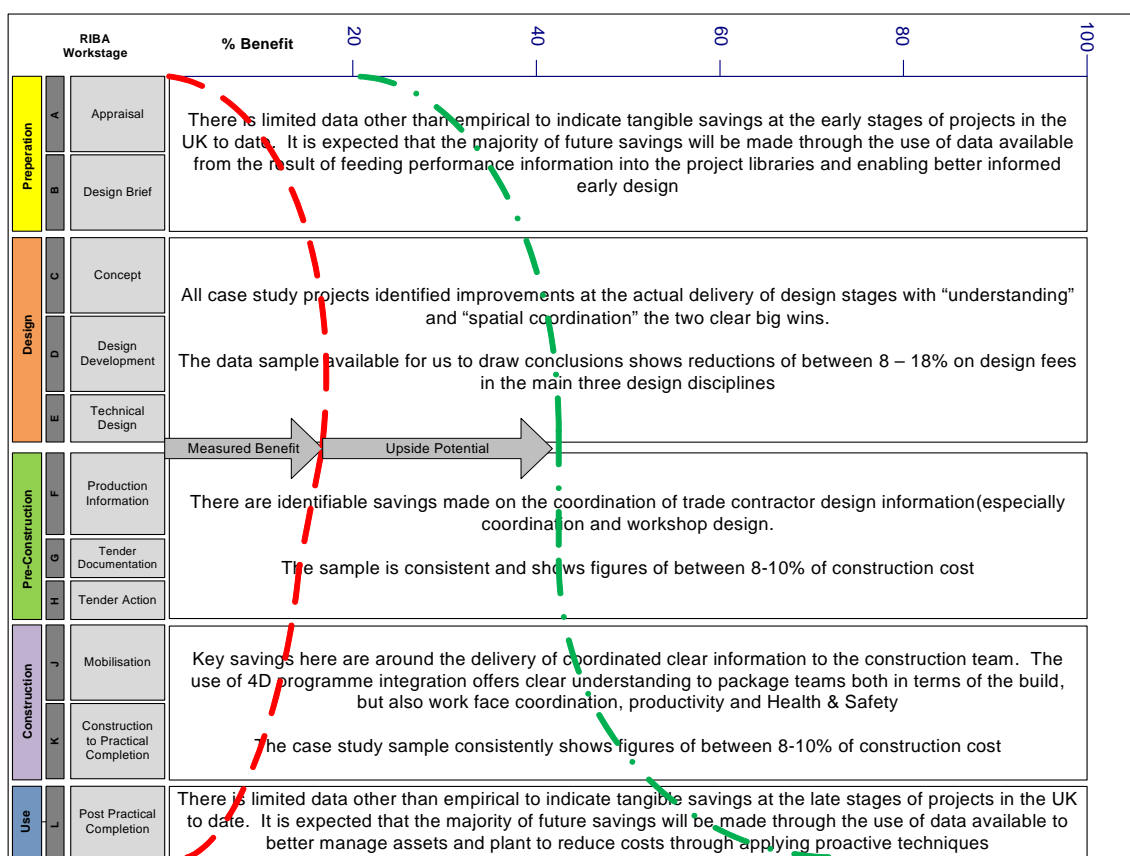 RIBA
Workstage
% Benefit
20
40
60
80
100
Preperation
A
Appraisal
B
Design Brief
There is limited data other than empirical to indicate tangible savings at the early stages of projects in the
UK to date. It is expected that the majority of future savings will be made through the use of data available
from the result of feeding performance information into the project libraries and enabling better informed
early design
Design
C
Concept
D
Design
Development
E
Technical
Design
All case study projects identified improvements at the actual delivery of design stages with “understanding”
and “spatial coordination” the two clear big wins.
The data sample available for us to draw conclusions shows reductions of between 8 – 18% on design fees
in the main three design disciplines
Measured Benefit
Upside Potential
Pre-Construction
F
Production
Information
G
Tender
Documentation
H
Tender Action
There are identifiable savings made on the coordination of trade contractor design information(especially
coordination and workshop design.
The sample is consistent and shows figures of between 8-10% of construction cost
Construction
J
Mobilisation
K
Construction
to Practical
Completion
Key savings here are around the delivery of coordinated clear information to the construction team. The
use of 4D programme integration offers clear understanding to package teams both in terms of the build,
but also work face coordination, productivity and Health & Safety
The case study sample consistently shows figures of between 8-10% of construction cost
Use
L
Post Practical
Completion
There is limited data other than empirical to indicate tangible savings at the late stages of projects in the UK
to date. It is expected that the majority of future savings will be made through the use of data available to
better manage assets and plant to reduce costs through applying proactive techniques